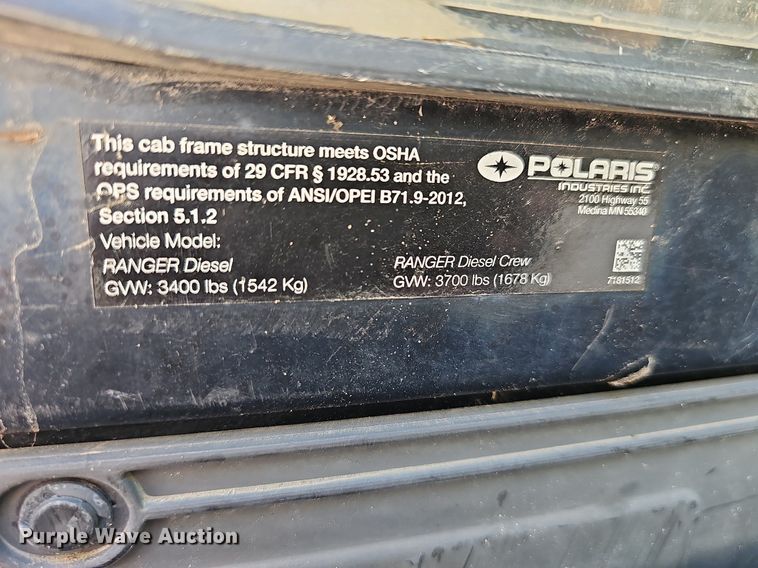 This cab frame structure meets OSHA
requirements of 29 CFR § 1928.53 and the
OPS requirements of ANSI/OPEI B71.9-2012,
Section 5.1.2
Vehicle Model:
RANGER Diesel
GVW: 3400 lbs (1542 Kg)
RANGER Diesel Crew
GVW: 3700 lbs (1678 Kg)
POLARIS
INDUSTRIES INC.
2100 Highway 55
Medina MN 55340
7181512
Purple Wave Auction